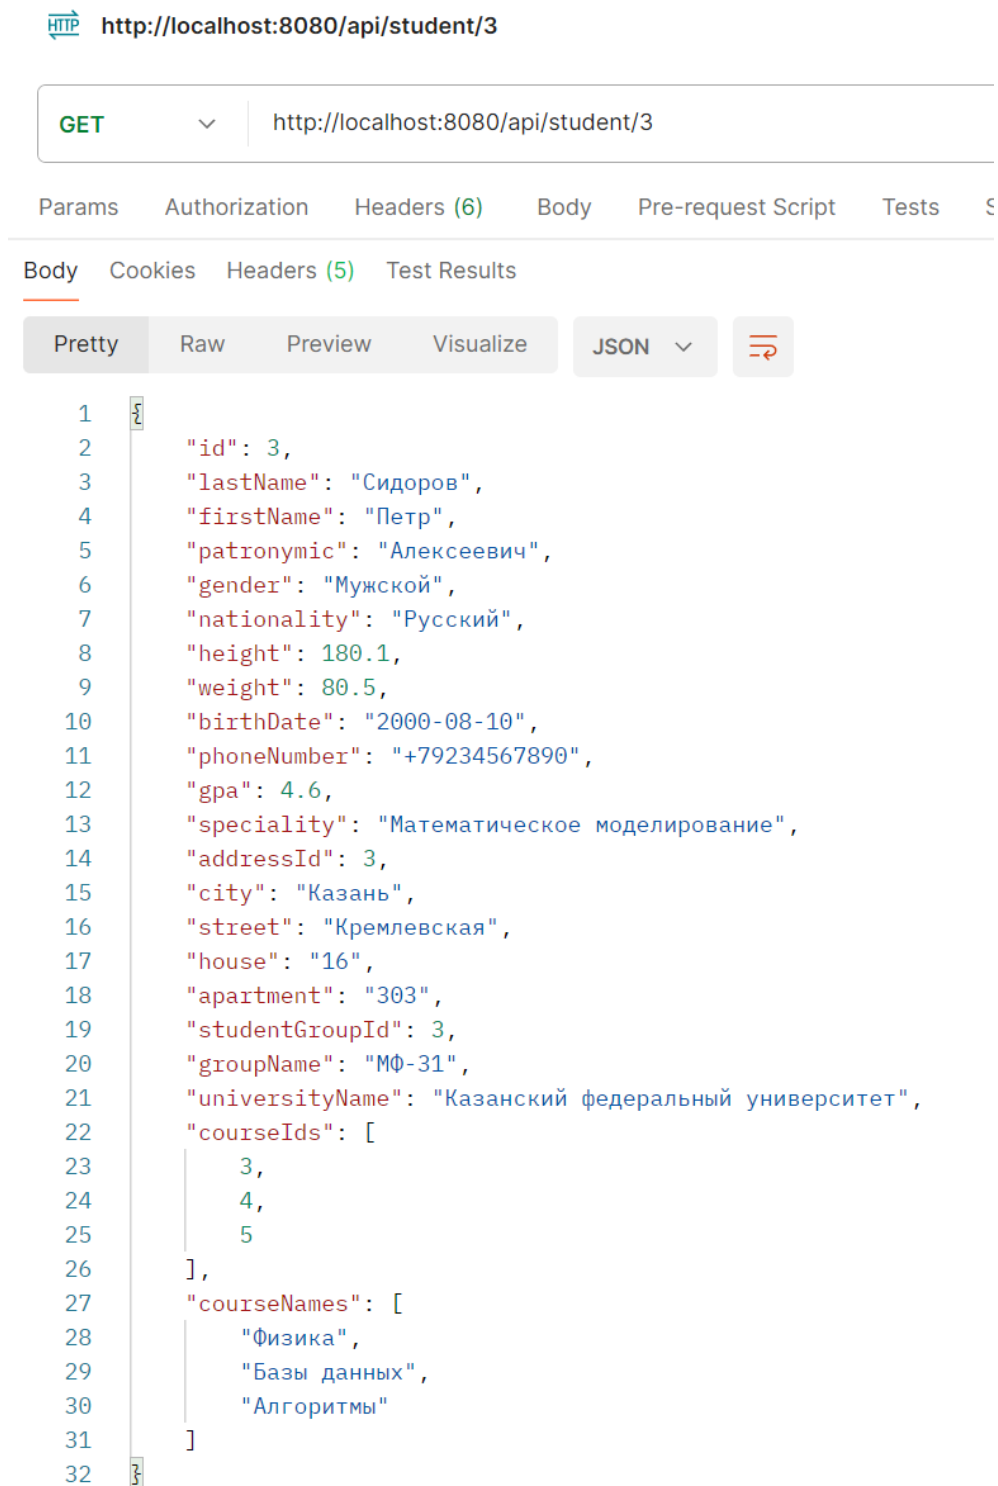 HTTP http://localhost:8080/api/student/3
GET http://localhost:8080/api/student/3
Params Authorization Headers (6) Body Pre-request Script Tests S
Body Cookies Headers (5) Test Results
Pretty Raw Preview Visualize JSON
1 {
2 "id": 3,
3 "lastName": "Сидоров",
4 "firstName": "Петр",
5 "patronymic": "Алексеевич",
6 "gender": "Мужской",
7 "nationality": "Русский",
8 "height": 180.1,
9 "weight": 80.5,
10 "birthDate": "2000-08-10",
11 "phoneNumber": "+79234567890",
12 "gpa": 4.6,
13 "speciality": "Математическое моделирование",
14 "addressId": 3,
15 "city": "Казань",
16 "street": "Кремлевская",
17 "house": "16",
18 "apartment": "303",
19 "studentGroupId": 3,
20 "groupName": "МФ-31",
21 "universityName": "Казанский федеральный университет",
22 "courseIds": [
23 3,
24 4,
25 5
26 ],
27 "courseNames": [
28 "Физика",
29 "Базы данных",
30 "Алгоритмы"
31 ]
32 }